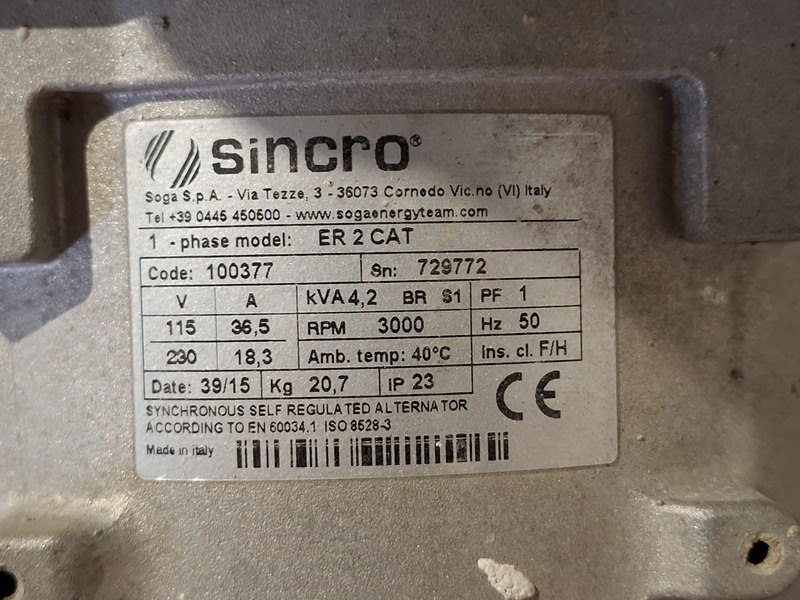 sincro®
Soga S.p.A. - Via Tezze, 3 - 36073 Cornedo Vic.no (VI) Italy
Tel +39 0445 450500 - www.sogaenergyteam.com
1 - phase model: ER 2 CAT
Code: 100377 Sn: 729772
V A kVA 4,2 BR S1 PF 1
115 36,5 RPM 3000 Hz 50
230 18,3 Amb. temp: 40°C Ins. cl. F/H
Date: 39/15 Kg 20,7 IP 23 CE
SYNCHRONOUS SELF REGULATED ALTERNATOR
ACCORDING TO EN 60034.1 ISO 8528-3
Made in italy